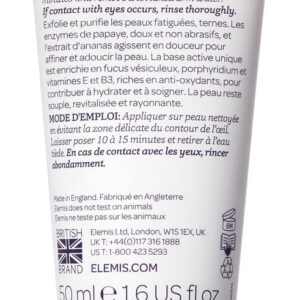 If contact with eyes occurs, rinse thoroughly.
Exfolie et purifie les peaux fatiguées, ternes. Les
enzymes de papaye, doux et non abrasifs, et
l'extrait d'ananas agissent en douceur pour
affiner et adoucir la peau. La base active unique
est enrichie en fucus vésiculeux, porphyridium et
vitamines E et B3, riches en anti-oxydants, pour
contribuer à hydrater et à soigner. La peau reste
souple, revitalisée et rayonnante.
MODE D'EMPLOI: Appliquer sur peau nettoyée
en évitant la zone délicate du contour de l'œil.
Laisser poser 10 à 15 minutes et retirer à l'eau
tiède. En cas de contact avec les yeux, rincer
abondamment.
Made in England. Fabriqué en Angleterre
Elemis does not test on animals
Elemis ne teste pas sur les animaux
BRITISH
BRAND
Elemis Ltd, London, W1S 1EX, UK
UK T: +44(0)117 316 1888
US T: 1-800 423 5293
ELEMIS.COM
50 ml e 1.6 US fl.oz